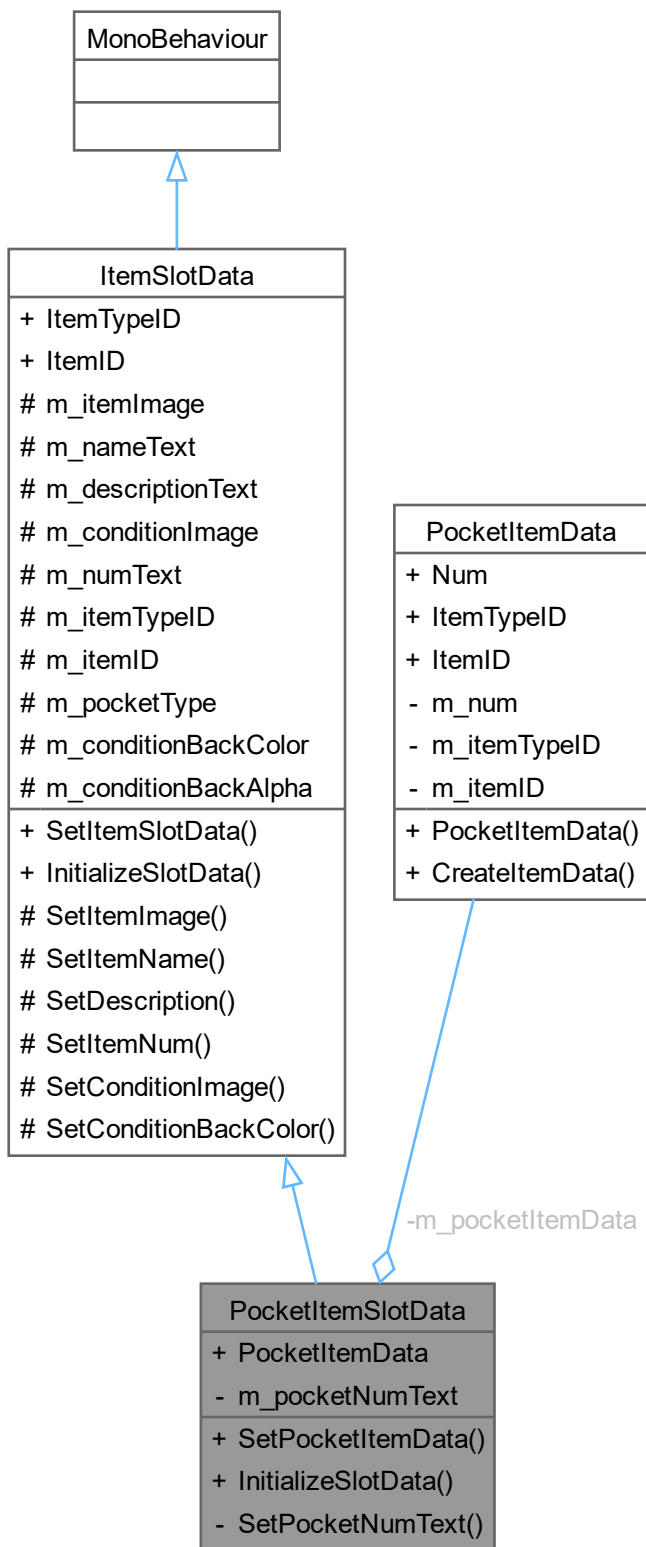 MonoBehaviour
ItemSlotData
+ ItemTypeID
+ ItemID
# m_itemImage
# m_nameText
# m_descriptionText
# m_conditionImage
# m_numText
# m_itemTypeID
# m_itemID
# m_pocketType
# m_conditionBackColor
# m_conditionBackAlpha
+ SetItemSlotData()
+ InitializeSlotData()
# SetItemImage()
# SetItemName()
# SetDescription()
# SetItemNum()
# SetConditionImage()
# SetConditionBackColor()
PocketItemData
+ Num
+ ItemTypeID
+ ItemID
- m_num
- m_itemTypeID
- m_itemID
+ PocketItemData()
+ CreateItemData()
-m_pocketItemData
PocketItemSlotData
+ PocketItemData
- m_pocketNumText
+ SetPocketItemData()
+ InitializeSlotData()
- SetPocketNumText()